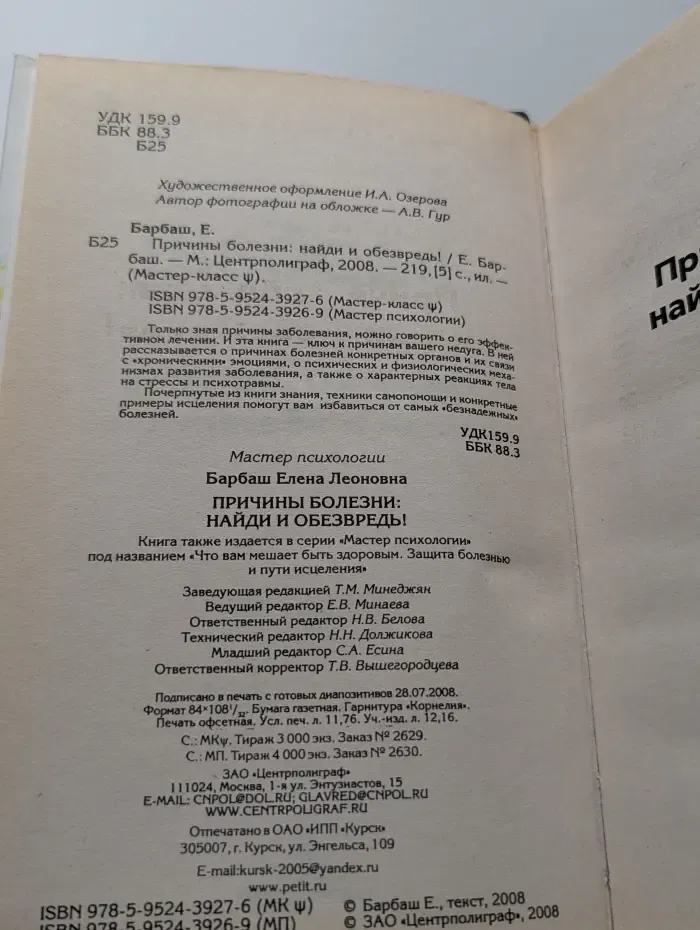 УДК 159.9
ББК 88.3
Б25
Художественное оформление И.А. Озерова
Автор фотографии на обложке — А.В. Гур
Барбаш, Е.
Б25 Причины болезни: найди и обезвредь! / Е. Бар-
баш. — М.: Центрполиграф, 2008. — 219, [5] с., ил. —
(Мастер-класс ψ).
ISBN 978-5-9524-3927-6 (Мастер-класс ψ)
ISBN 978-5-9524-3926-9 (Мастер психологии)
Только зная причины заболевания, можно говорить о его эффек-
тивном лечении. И эта книга — ключ к причинам вашего недуга. В ней
рассказывается о причинах болезней конкретных органов и их связи
с «хроническими» эмоциями, о психических и физиологических меха-
низмах развития заболевания, а также о характерных реакциях тела
на стрессы и психотравмы.
Почерпнутые из книги знания, техники самопомощи и конкретные
примеры исцеления помогут вам избавиться от самых «безнадежных»
болезней.
УДК159.9
ББК 88.3
Мастер психологии
Барбаш Елена Леоновна
ПРИЧИНЫ БОЛЕЗНИ:
НАЙДИ И ОБЕЗВРЕДЬ!
Книга также издается в серии «Мастер психологии»
под названием «Что вам мешает быть здоровым. Защита болезнью
и пути исцеления»
Заведующая редакцией Т.М. Минеджян
Ведущий редактор Е.В. Минаева
Ответственный редактор Н.В. Белова
Технический редактор Н.Н. Должикова
Младший редактор С.А. Есина
Ответственный корректор Т.В. Вышегородцева
Подписано в печать с готовых диапозитивов 28.07.2008.
Формат 84×108¹/₃₂. Бумага газетная. Гарнитура «Корнелия».
Печать офсетная. Усл. печ. л. 11,76. Уч.-изд. л. 12,16.
С.: МКψ. Тираж 3 000 экз. Заказ № 2629.
С.: МП. Тираж 4 000 экз. Заказ № 2630.
ЗАО «Центрполиграф»
111024, Москва, 1-я ул. Энтузиастов, 15
E-MAIL: CNPOL@DOL.RU; GLAVRED@CNPOL.RU
WWW.CENTRPOLIGRAF.RU
Отпечатано в ОАО «ИПП «Курск»
305007, г. Курск, ул. Энгельса, 109
E-mail:kursk-2005@yandex.ru
www.petit.ru
ISBN 978-5-9524-3927-6 (МК ψ)
ISBN 978-5-9524-3926-9 (МП)
© Барбаш Е., текст, 2008
© ЗАО «Центрполиграф», 2008
Пр
най